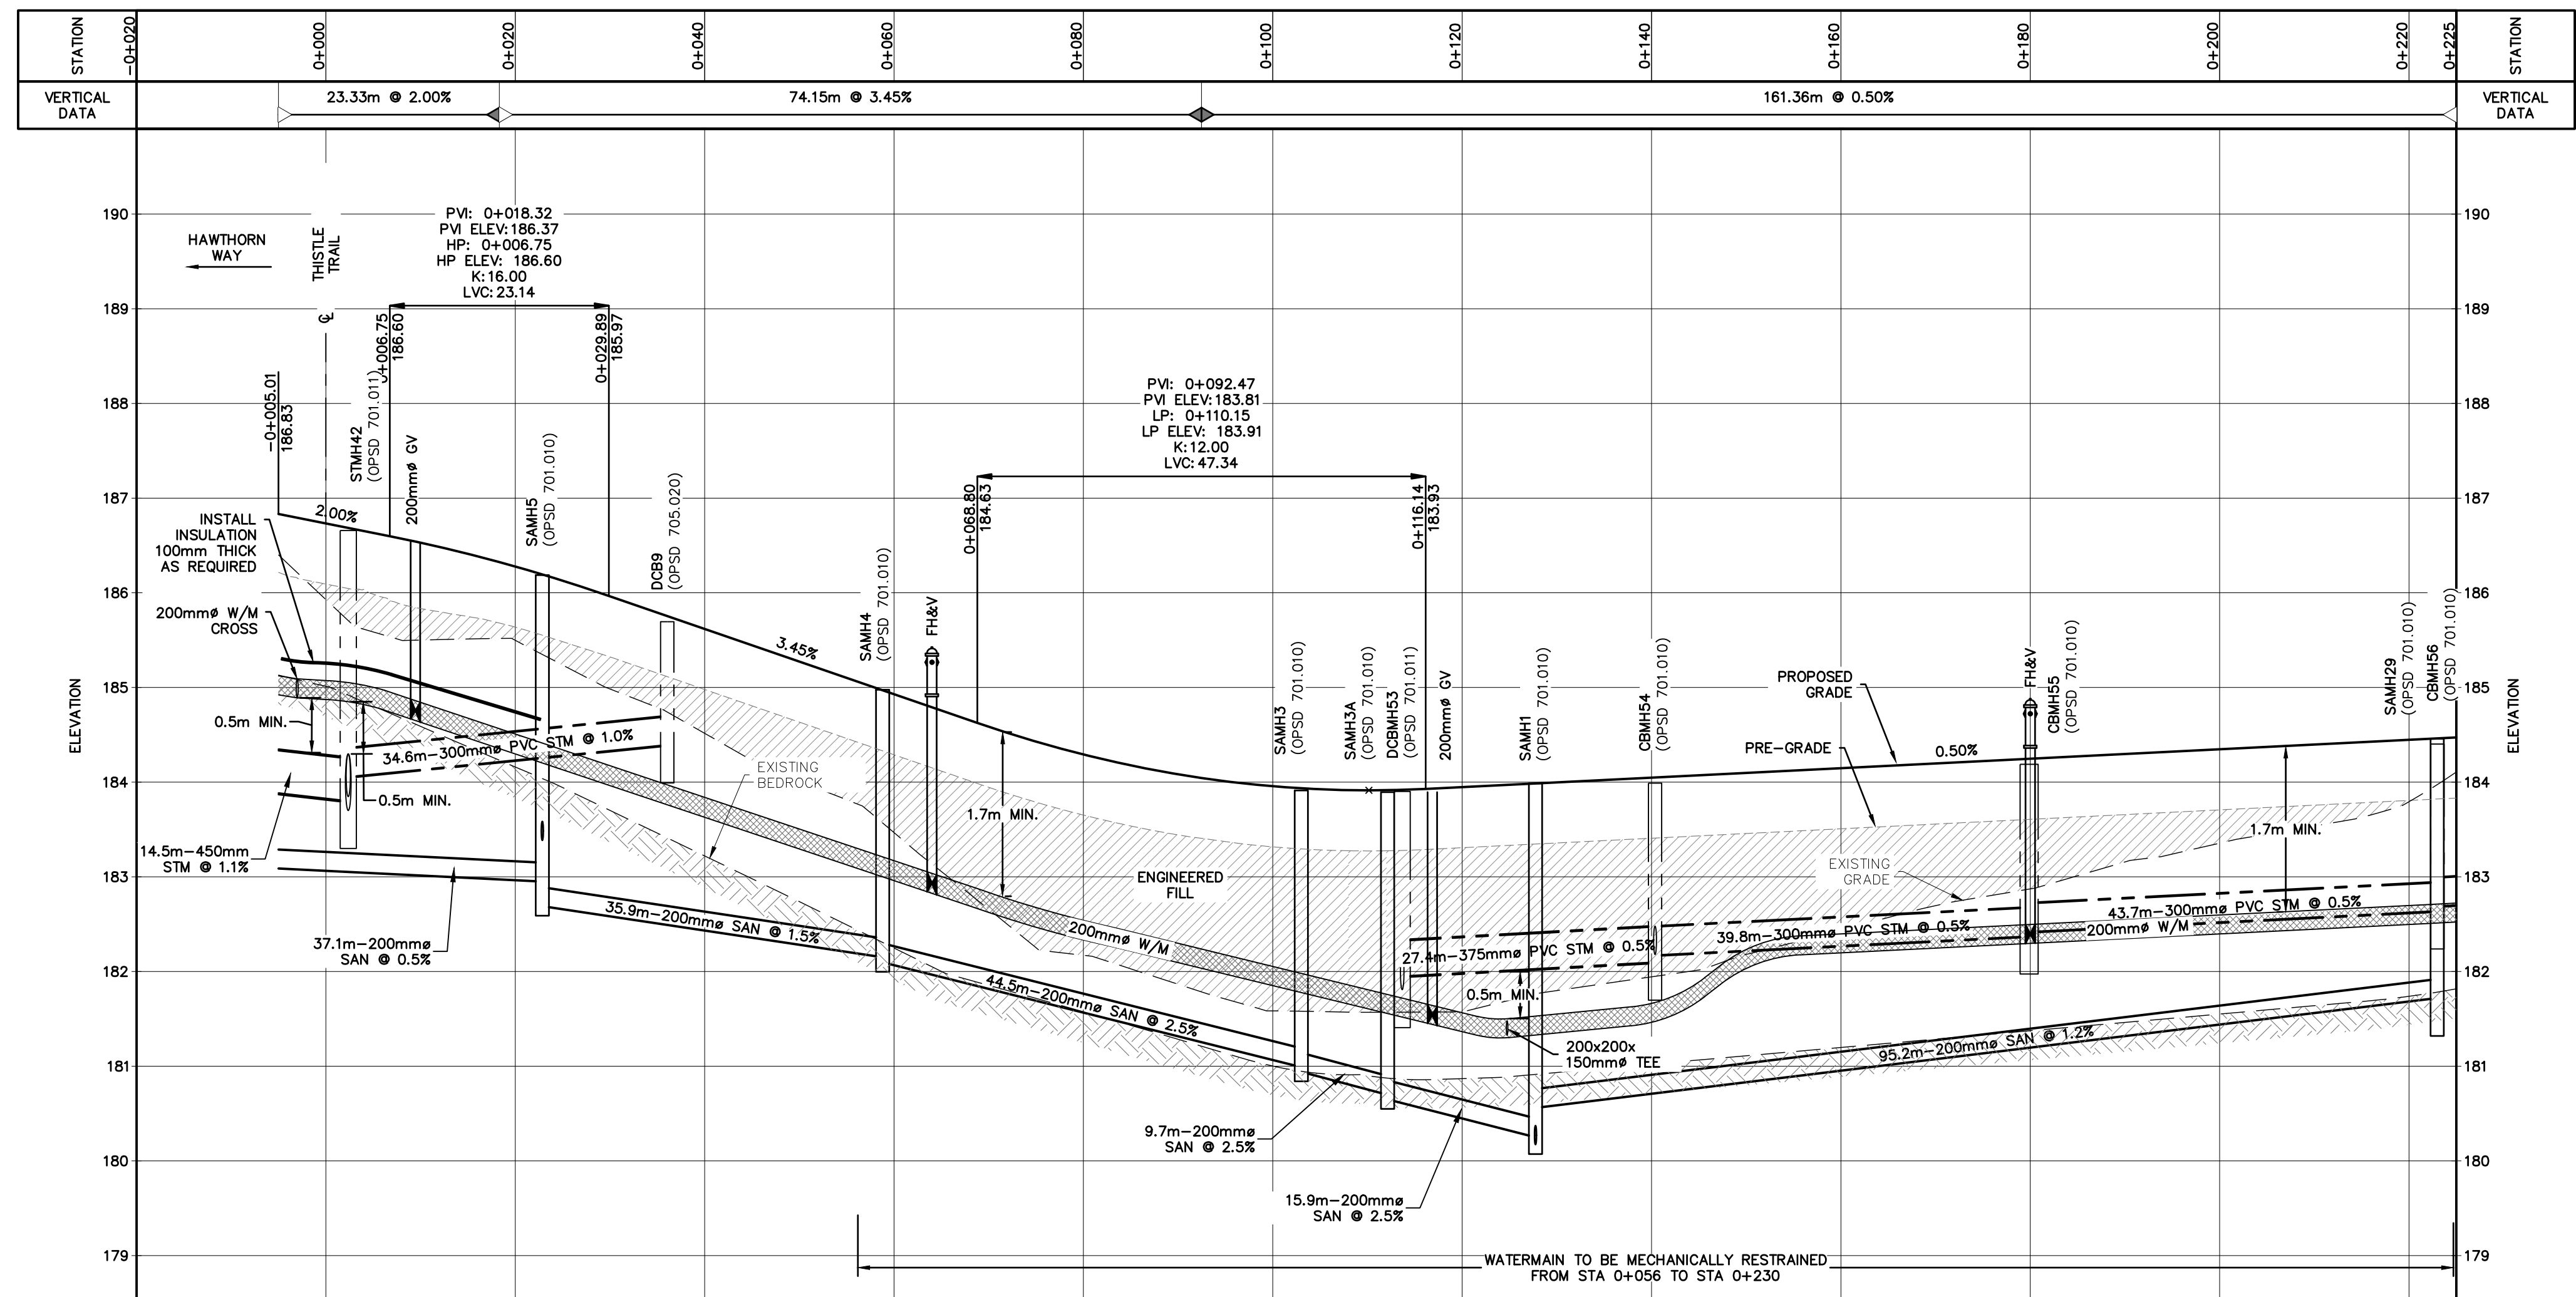 STATION
-0+020
0+000
0+020
0+040
0+060
0+080
0+100
0+120
0+140
0+160
0+180
0+200
0+220
0+225
STATION
VERTICAL
DATA
23.33m @ 2.00%
74.15m @ 3.45%
161.36m @ 0.50%
VERTICAL
DATA
190
189
188
187
186
185
184
183
182
181
180
179
ELEVATION
HAWTHORN
WAY
THISTLE
TRAIL
℄
PVI: 0+018.32
PVI ELEV:186.37
HP: 0+006.75
HP ELEV: 186.60
K:16.00
LVC:23.14
-0+005.01
186.83
0+006.75
186.60
0+029.89
185.97
STMH42
(OPSD 701.011)
200mmø GV
SAMH5
(OPSD 701.010)
DCB9
(OPSD 705.020)
2.00%
INSTALL
INSULATION
100mm THICK
AS REQUIRED
200mmø W/M
CROSS
0.5m MIN.
0.5m MIN.
34.6m-300mmø PVC STM @ 1.0%
14.5m-450mm
STM @ 1.1%
37.1m-200mmø
SAN @ 0.5%
35.9m-200mmø SAN @ 1.5%
EXISTING
BEDROCK
3.45%
SAMH4
(OPSD 701.010)
FH&V
PVI: 0+092.47
PVI ELEV:183.81
LP: 0+110.15
LP ELEV: 183.91
K:12.00
LVC:47.34
0+068.80
184.63
0+116.14
183.93
1.7m MIN.
44.5m-200mmø SAN @ 2.5%
200mmø W/M
ENGINEERED
FILL
SAMH3
(OPSD 701.010)
SAMH3A
(OPSD 701.010)
DCBMH53
(OPSD 701.011)
200mmø GV
SAMH1
(OPSD 701.010)
CBMH54
(OPSD 701.010)
27.4m-375mmø PVC STM @ 0.5%
0.5m MIN.
200x200x
150mmø TEE
9.7m-200mmø
SAN @ 2.5%
15.9m-200mmø
SAN @ 2.5%
PROPOSED
GRADE
PRE-GRADE
0.50%
EXISTING
GRADE
39.8m-300mmø PVC STM @ 0.5%
95.2m-200mmø SAN @ 1.2%
FH&V
CBMH55
(OPSD 701.010)
43.7m-300mmø PVC STM @ 0.5%
200mmø W/M
1.7m MIN.
SAMH29
(OPSD 701.010)
CBMH56
(OPSD 701.010)
WATERMAIN TO BE MECHANICALLY RESTRAINED
FROM STA 0+056 TO STA 0+230
190
189
188
187
186
185
184
183
182
181
180
179
ELEVATION